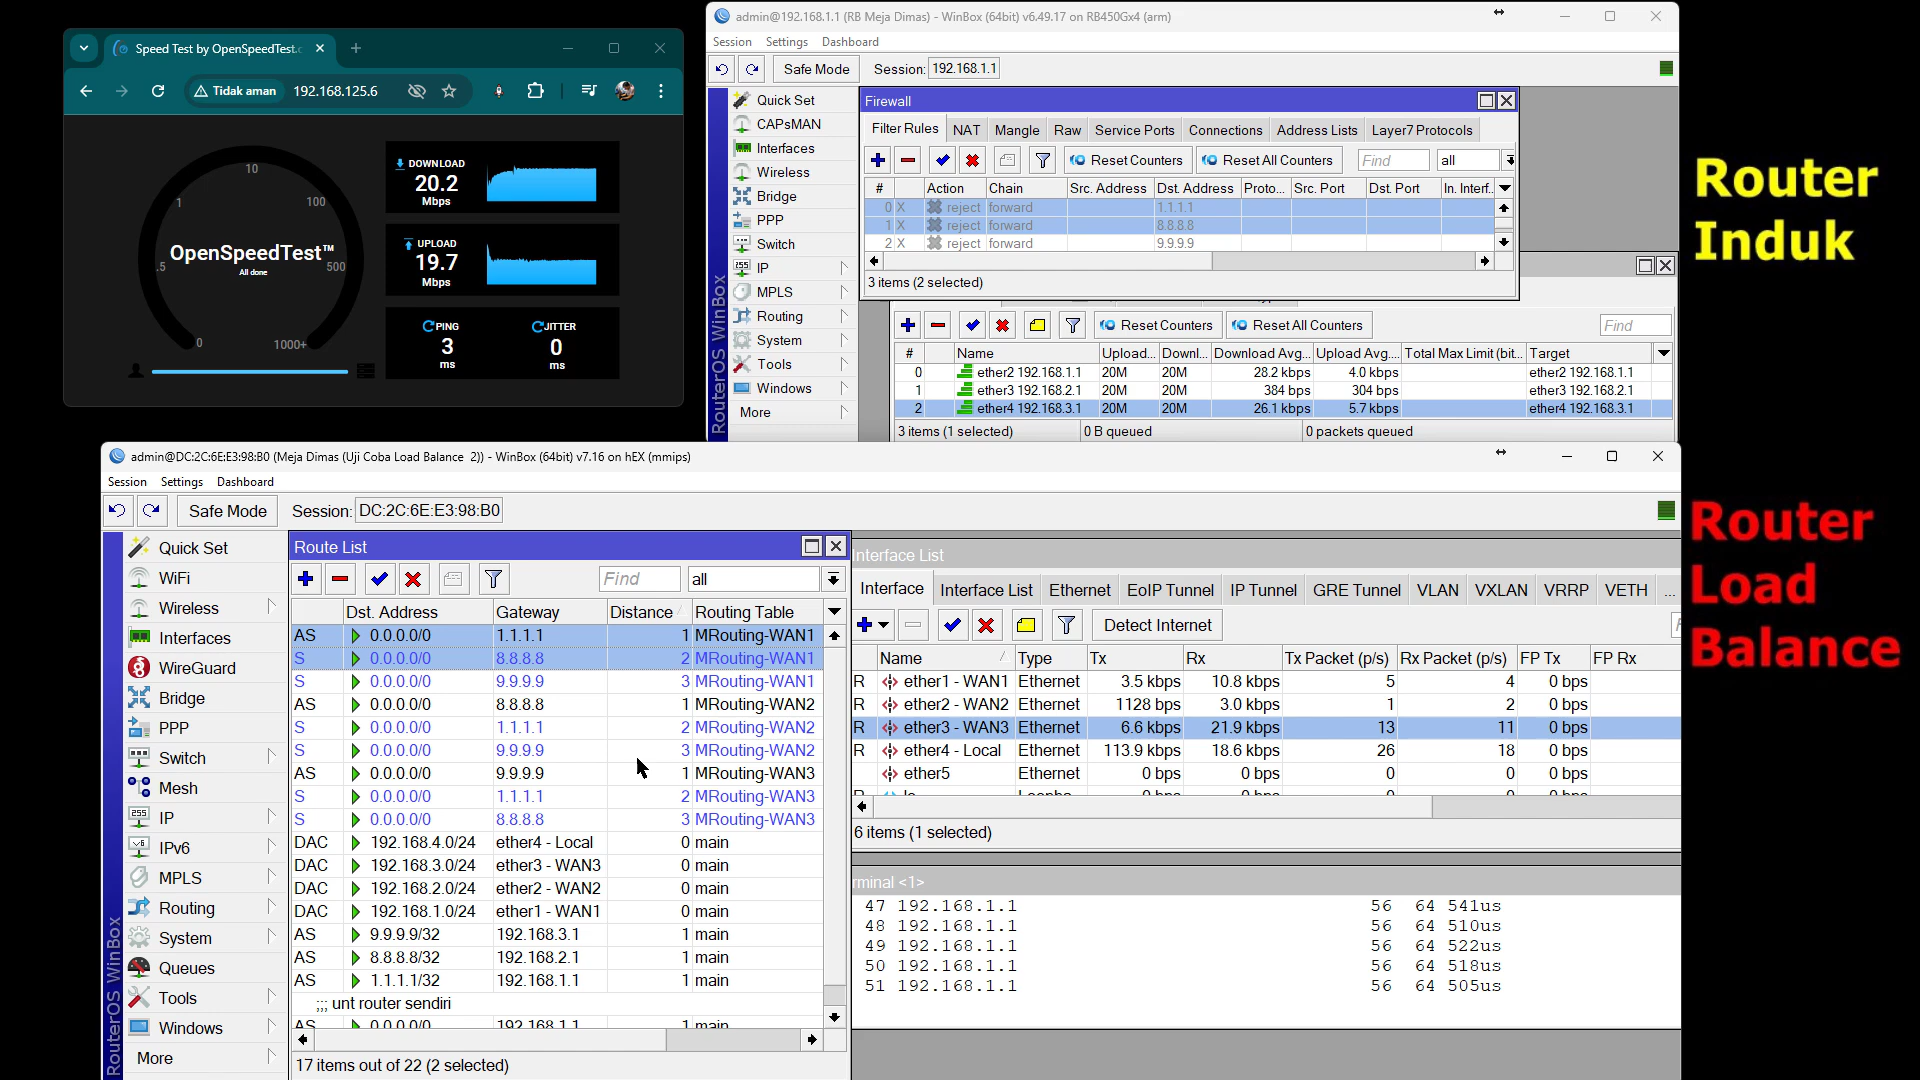 Speed Test by OpenSpeedTest
Tidak aman 192.168.125.6
10
1
100
.5
500
0
1000+
OpenSpeedTest™
All done
DOWNLOAD
20.2
Mbps
UPLOAD
19.7
Mbps
PING
3
ms
JITTER
0
ms
admin@192.168.1.1 (RB Meja Dimas) - WinBox (64bit) v6.49.17 on RB450Gx4 (arm)
Session Settings Dashboard
Safe Mode Session: 192.168.1.1
RouterOS WinBox
Quick Set
CAPsMAN
Interfaces
Wireless
Bridge
PPP
Switch
IP
MPLS
Routing
System
Tools
Windows
More
Firewall
Filter Rules NAT Mangle Raw Service Ports Connections Address Lists Layer7 Protocols
Reset Counters Reset All Counters Find all
# Action Chain Src. Address Dst. Address Proto... Src. Port Dst. Port In. Interf..
0 X reject forward 1.1.1.1
1 X reject forward 8.8.8.8
2 X reject forward 9.9.9.9
3 items (2 selected)
Reset Counters Reset All Counters Find
# Name Upload... Downl... Download Avg... Upload Avg... Total Max Limit (bit... Target
0 ether2 192.168.1.1 20M 20M 28.2 kbps 4.0 kbps ether2 192.168.1.1
1 ether3 192.168.2.1 20M 20M 384 bps 304 bps ether3 192.168.2.1
2 ether4 192.168.3.1 20M 20M 26.1 kbps 5.7 kbps ether4 192.168.3.1
3 items (1 selected) 0 B queued 0 packets queued
Router
Induk
admin@DC:2C:6E:E3:98:B0 (Meja Dimas (Uji Coba Load Balance 2)) - WinBox (64bit) v7.16 on hEX (mmips)
Session Settings Dashboard
Safe Mode Session: DC:2C:6E:E3:98:B0
RouterOS WinBox
Quick Set
WiFi
Wireless
Interfaces
WireGuard
Bridge
PPP
Switch
Mesh
IP
IPv6
MPLS
Routing
System
Queues
Tools
Windows
More
Route List
Find all
Dst. Address Gateway Distance Routing Table
AS 0.0.0.0/0 1.1.1.1 1 MRouting-WAN1
S 0.0.0.0/0 8.8.8.8 2 MRouting-WAN1
S 0.0.0.0/0 9.9.9.9 3 MRouting-WAN1
AS 0.0.0.0/0 8.8.8.8 1 MRouting-WAN2
S 0.0.0.0/0 1.1.1.1 2 MRouting-WAN2
S 0.0.0.0/0 9.9.9.9 3 MRouting-WAN2
AS 0.0.0.0/0 9.9.9.9 1 MRouting-WAN3
S 0.0.0.0/0 1.1.1.1 2 MRouting-WAN3
S 0.0.0.0/0 8.8.8.8 3 MRouting-WAN3
DAC 192.168.4.0/24 ether4 - Local 0 main
DAC 192.168.3.0/24 ether3 - WAN3 0 main
DAC 192.168.2.0/24 ether2 - WAN2 0 main
DAC 192.168.1.0/24 ether1 - WAN1 0 main
AS 9.9.9.9/32 192.168.3.1 1 main
AS 8.8.8.8/32 192.168.2.1 1 main
AS 1.1.1.1/32 192.168.1.1 1 main
;;; unt router sendiri
AS 0.0.0.0/0 192.168.1.1 1 main
17 items out of 22 (2 selected)
Interface List
Interface Interface List Ethernet EoIP Tunnel IP Tunnel GRE Tunnel VLAN VXLAN VRRP VETH ...
Detect Internet
Name Type Tx Rx Tx Packet (p/s) Rx Packet (p/s) FP Tx FP Rx
R ether1 - WAN1 Ethernet 3.5 kbps 10.8 kbps 5 4 0 bps
R ether2 - WAN2 Ethernet 1128 bps 3.0 kbps 1 2 0 bps
R ether3 - WAN3 Ethernet 6.6 kbps 21.9 kbps 13 11 0 bps
R ether4 - Local Ethernet 113.9 kbps 18.6 kbps 26 18 0 bps
ether5 Ethernet 0 bps 0 bps 0 0 0 bps
6 items (1 selected)
rminal <1>
47 192.168.1.1 56 64 541us
48 192.168.1.1 56 64 510us
49 192.168.1.1 56 64 522us
50 192.168.1.1 56 64 518us
51 192.168.1.1 56 64 505us
Router
Load
Balance